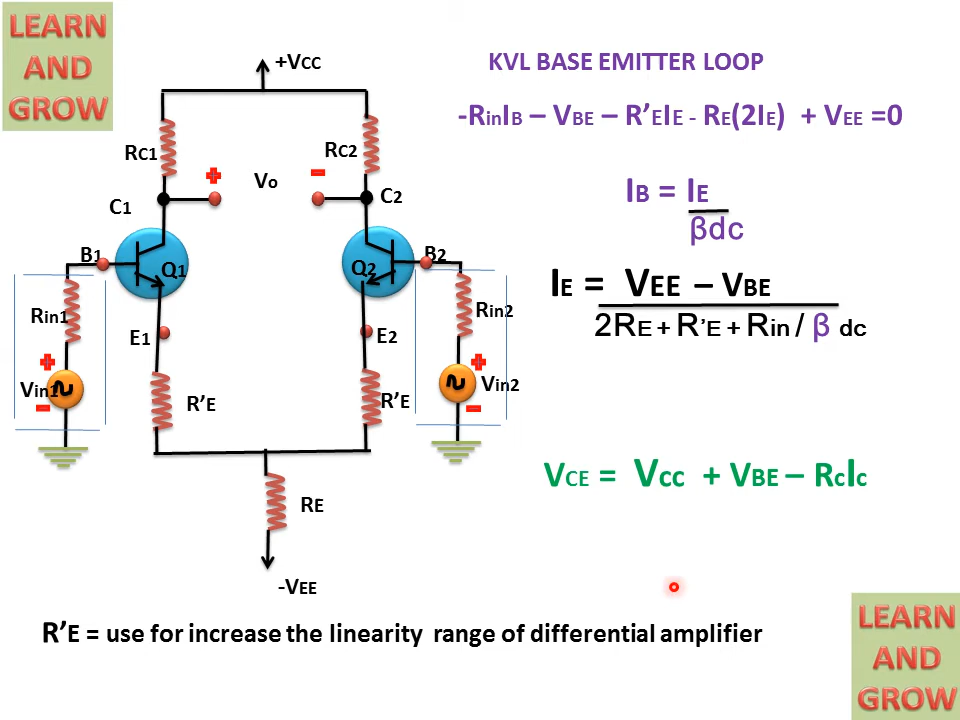 LEARN
AND
GROW
+VCC
RC1
RC2
Vo
C1
C2
B1
Q1
Q2
B2
Rin1
E1
E2
Rin2
Vin1
R’E
R’E
Vin2
RE
-VEE
R’E = use for increase the linearity range of differential amplifier
KVL BASE EMITTER LOOP
-RinIB – VBE – R’EIE - RE(2IE) + VEE =0
IB = IE
βdc
IE = VEE – VBE
2RE + R’E + Rin / β dc
VCE = Vcc + VBE – RcIc
LEARN
AND
GROW